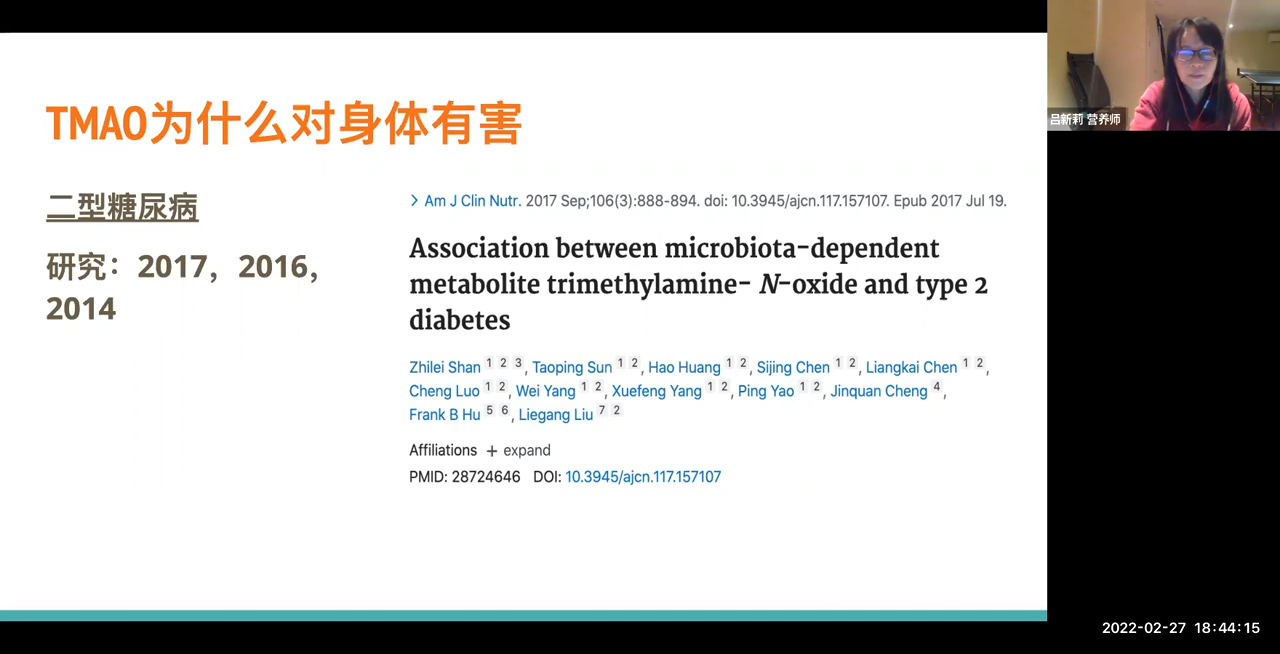 TMAO为什么对身体有害
二型糖尿病
研究：2017，2016，
2014
Am J Clin Nutr. 2017 Sep;106(3):888-894. doi: 10.3945/ajcn.117.157107. Epub 2017 Jul 19.
Association between microbiota-dependent
metabolite trimethylamine- N-oxide and type 2
diabetes
Zhilei Shan 1 2 3, Taoping Sun 1 2, Hao Huang 1 2, Sijing Chen 1 2, Liangkai Chen 1 2,
Cheng Luo 1 2, Wei Yang 1 2, Xuefeng Yang 1 2, Ping Yao 1 2, Jinquan Cheng 4,
Frank B Hu 5 6, Liegang Liu 7 2
Affiliations + expand
PMID: 28724646 DOI: 10.3945/ajcn.117.157107
吕新莉 营养师
2022-02-27 18:44:15